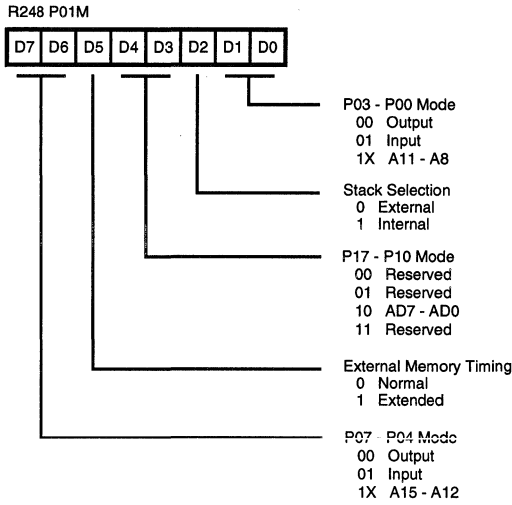 R248 P01M
D7 D6 D5 D4 D3 D2 D1 D0
P03 - P00 Mode
00 Output
01 Input
1X A11 - A8
Stack Selection
0 External
1 Internal
P17 - P10 Mode
00 Reserved
01 Reserved
10 AD7 - AD0
11 Reserved
External Memory Timing
0 Normal
1 Extended
P07 - P04 Mode
00 Output
01 Input
1X A15 - A12